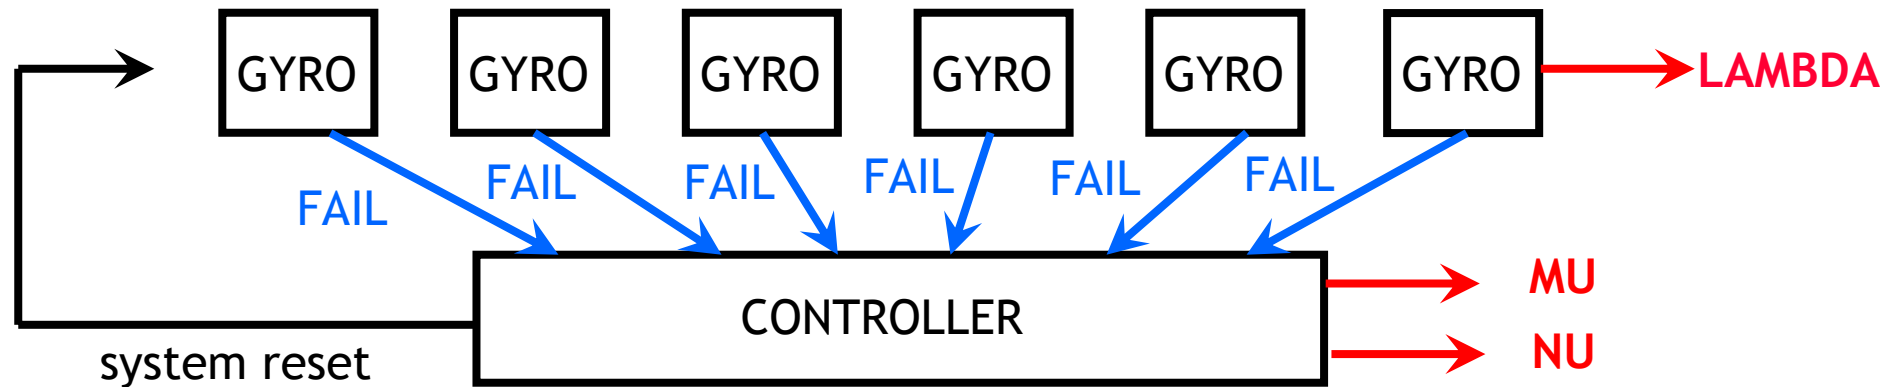 GYRO GYRO GYRO GYRO GYRO GYRO LAMBDA
FAIL FAIL FAIL FAIL FAIL FAIL
MU
CONTROLLER
NU
system reset